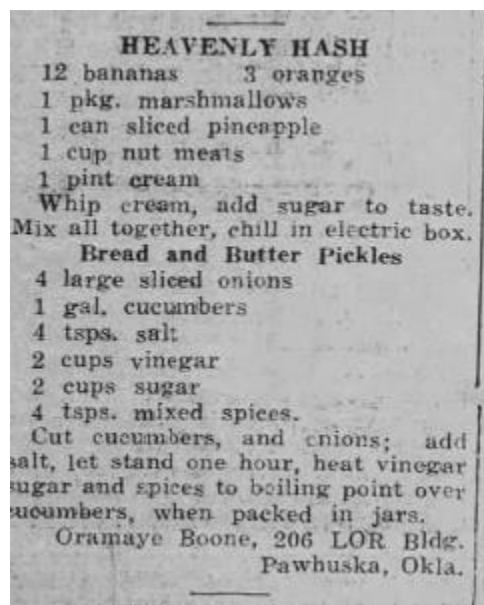 HEAVENLY HASH
12 bananas 3 oranges
1 pkg. marshmallows
1 can sliced pineapple
1 cup nut meats
1 pint cream
Whip cream, add sugar to taste.
Mix all together, chill in electric box.
Bread and Butter Pickles
4 large sliced onions
1 gal. cucumbers
4 tsps. salt
2 cups vinegar
2 cups sugar
4 tsps. mixed spices.
Cut cucumbers, and onions; add
salt, let stand one hour, heat vinegar
sugar and spices to boiling point over
cucumbers, when packed in jars.
Oramaye Boone, 206 LOR Bldg.
Pawhuska, Okla.